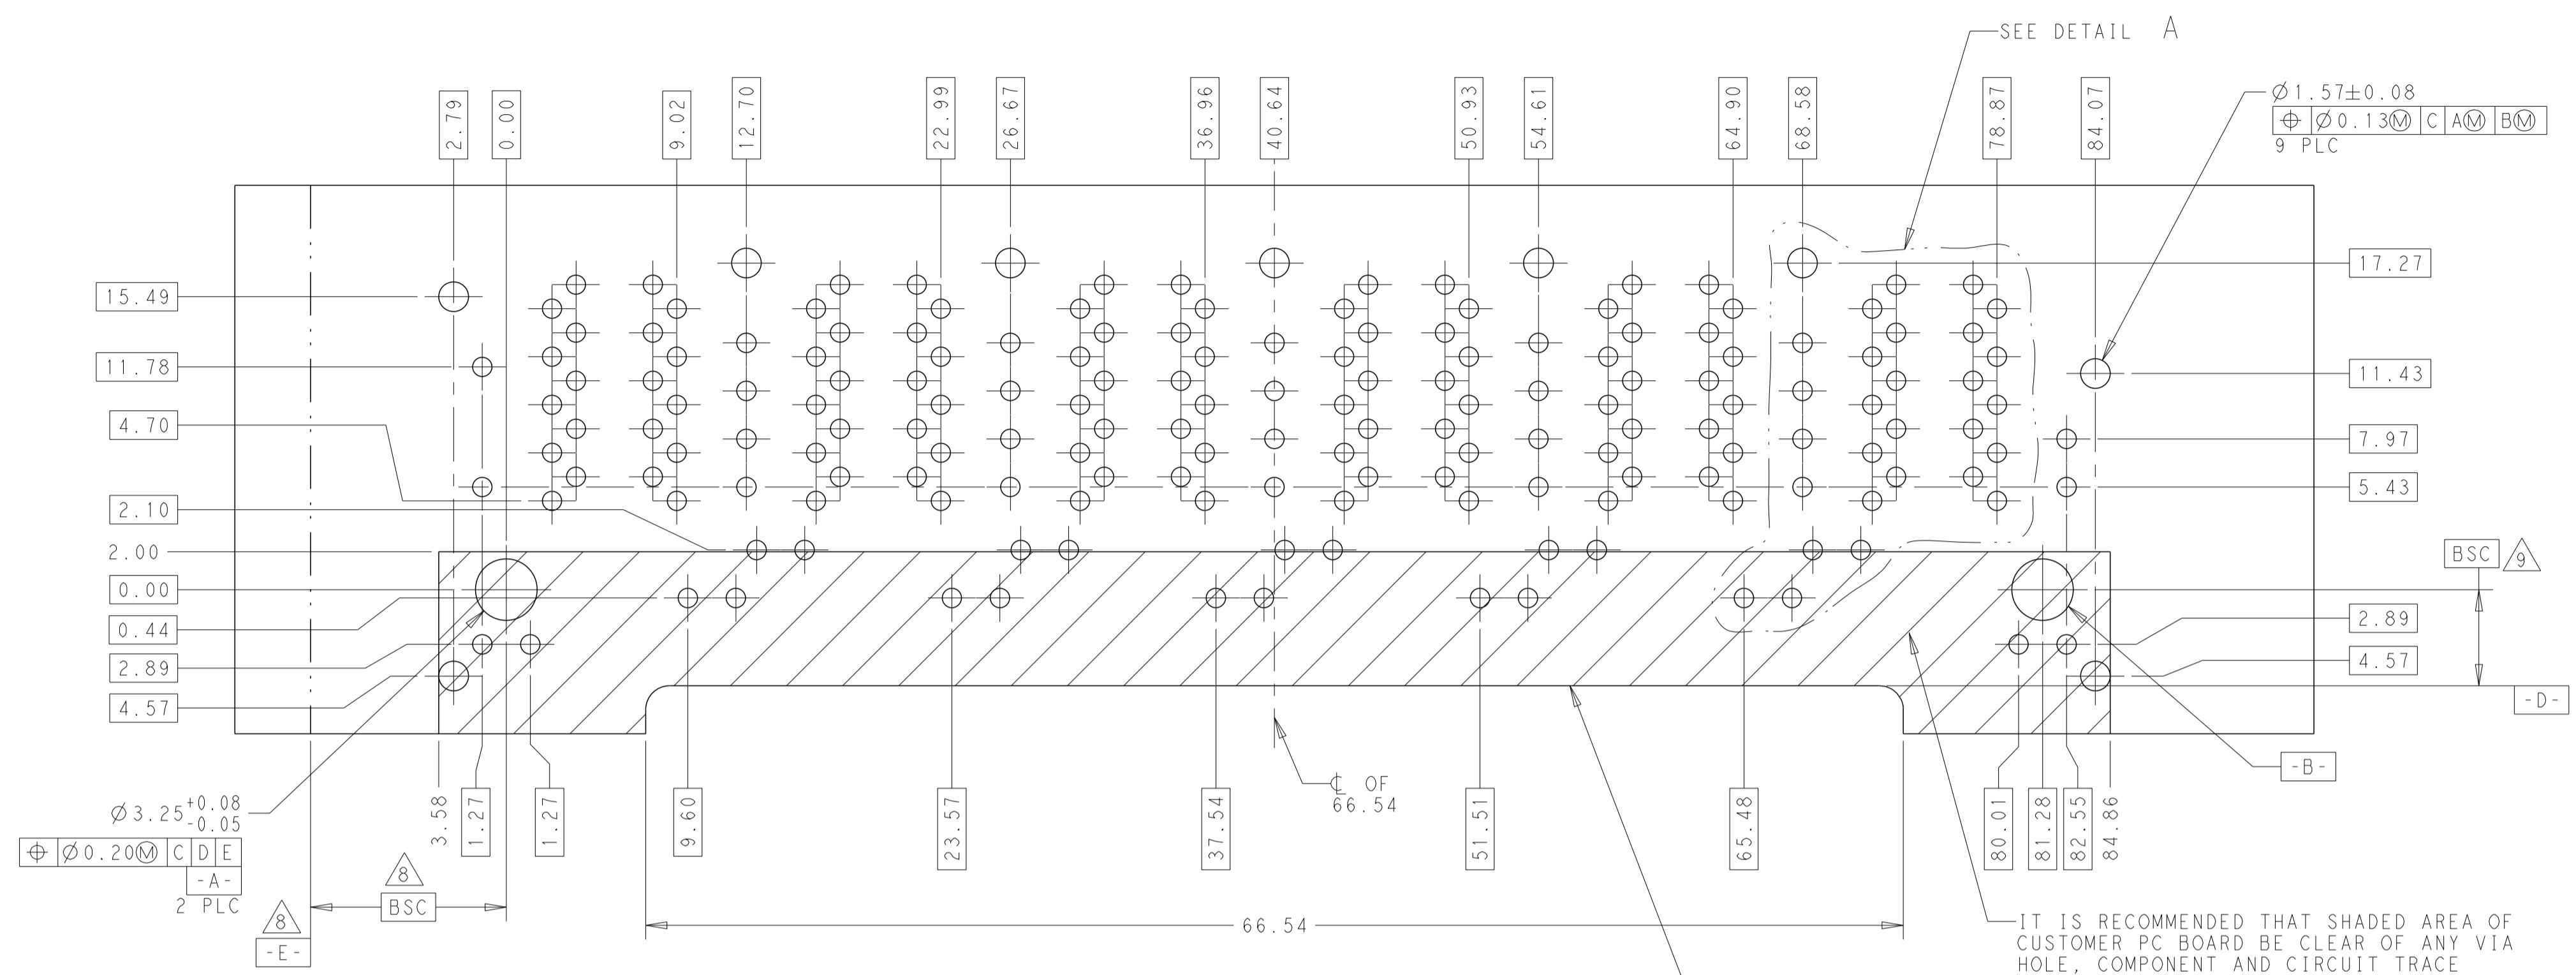 SEE DETAIL A
2.79
0.00
9.02
12.70
22.99
26.67
36.96
40.64
50.93
54.61
64.90
68.58
78.87
84.07
Ø1.57±0.08
⌖ Ø0.13Ⓜ C AⓂ BⓂ
9 PLC
15.49
11.78
4.70
2.10
2.00
0.00
0.44
2.89
4.57
17.27
11.43
7.97
5.43
BSC 9
2.89
4.57
-D-
-B-
Ø3.25 +0.08 -0.05
⌖ Ø0.20Ⓜ C D E
-A-
2 PLC
8
-E-
8
BSC
3.58
1.27
1.27
9.60
23.57
37.54
51.51
65.48
80.01
81.28
82.55
84.86
℄ OF
66.54
66.54
IT IS RECOMMENDED THAT SHADED AREA OF
CUSTOMER PC BOARD BE CLEAR OF ANY VIA
HOLE, COMPONENT AND CIRCUIT TRACE